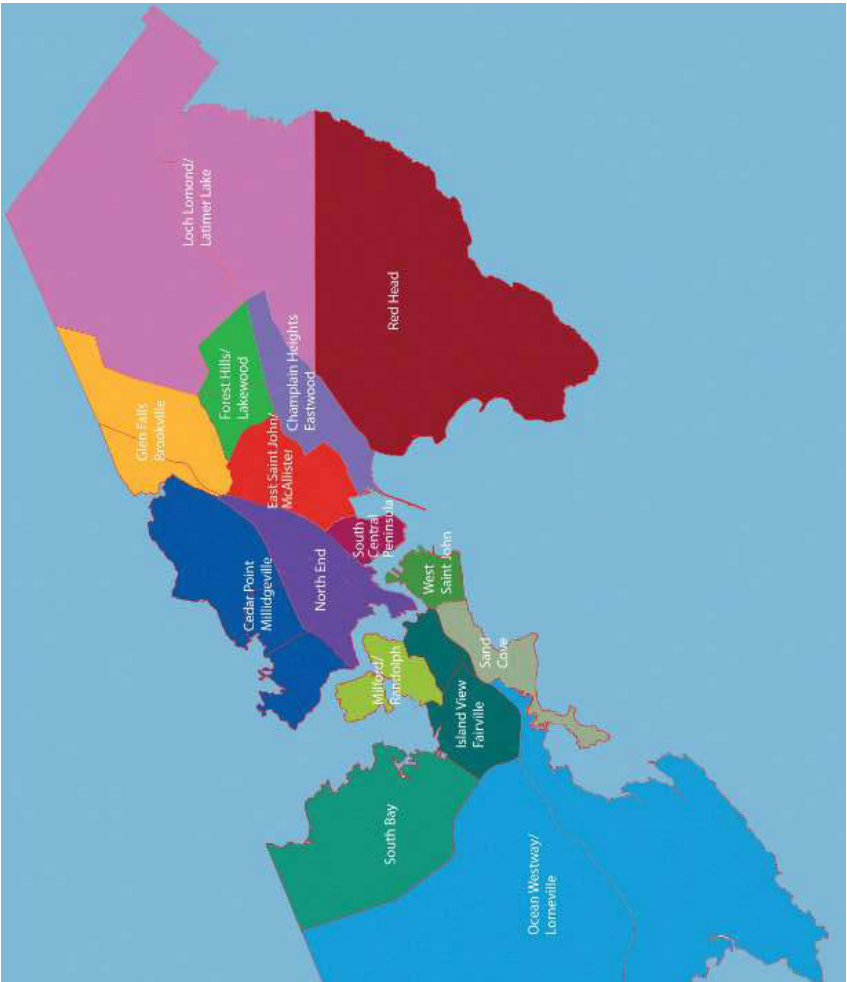 Glen Falls
Brookville
Loch Lomond/
Latimer Lake
Forest Hills/
Lakewood
Cedar Point
Millidgeville
East Saint John/
McAllister
Champlain Heights
Eastwood
North End
South
Central
Peninsula
Milford/
Randolph
South Bay
Red Head
West
Saint John
Island View
Fairville
Sand
Cove
Ocean Westway/
Lorneville